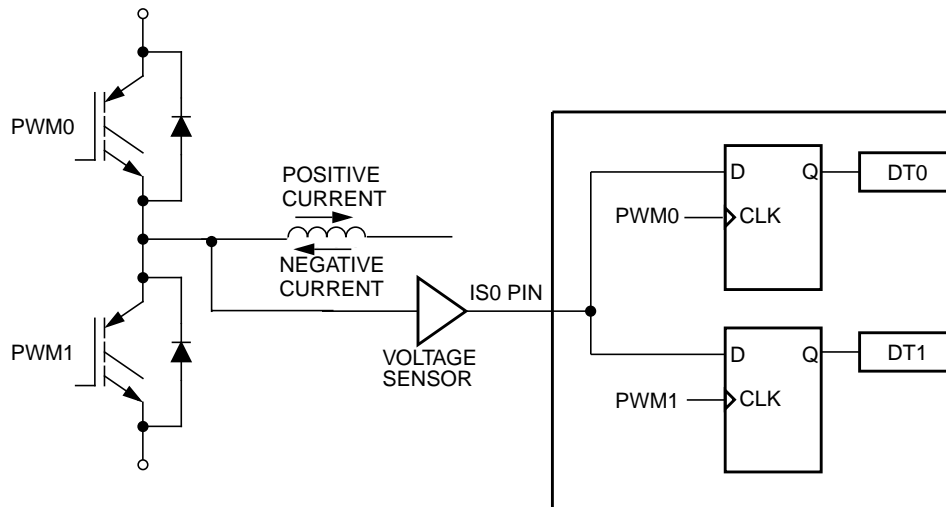 PWM0
POSITIVE
CURRENT
NEGATIVE
CURRENT
PWM1
VOLTAGE
SENSOR
IS0 PIN
D
Q
DT0
PWM0
CLK
D
Q
DT1
PWM1
CLK